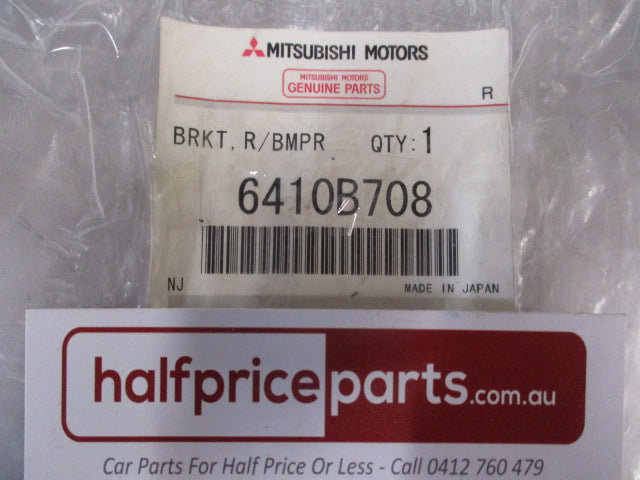 MITSUBISHI MOTORS
MITSUBISHI MOTORS
GENUINE PARTS
R
BRKT, R/BMPR QTY:1
6410B708
NJ MADE IN JAPAN
halfpriceparts.com.au
Car Parts For Half Price Or Less - Call 0412 760 479